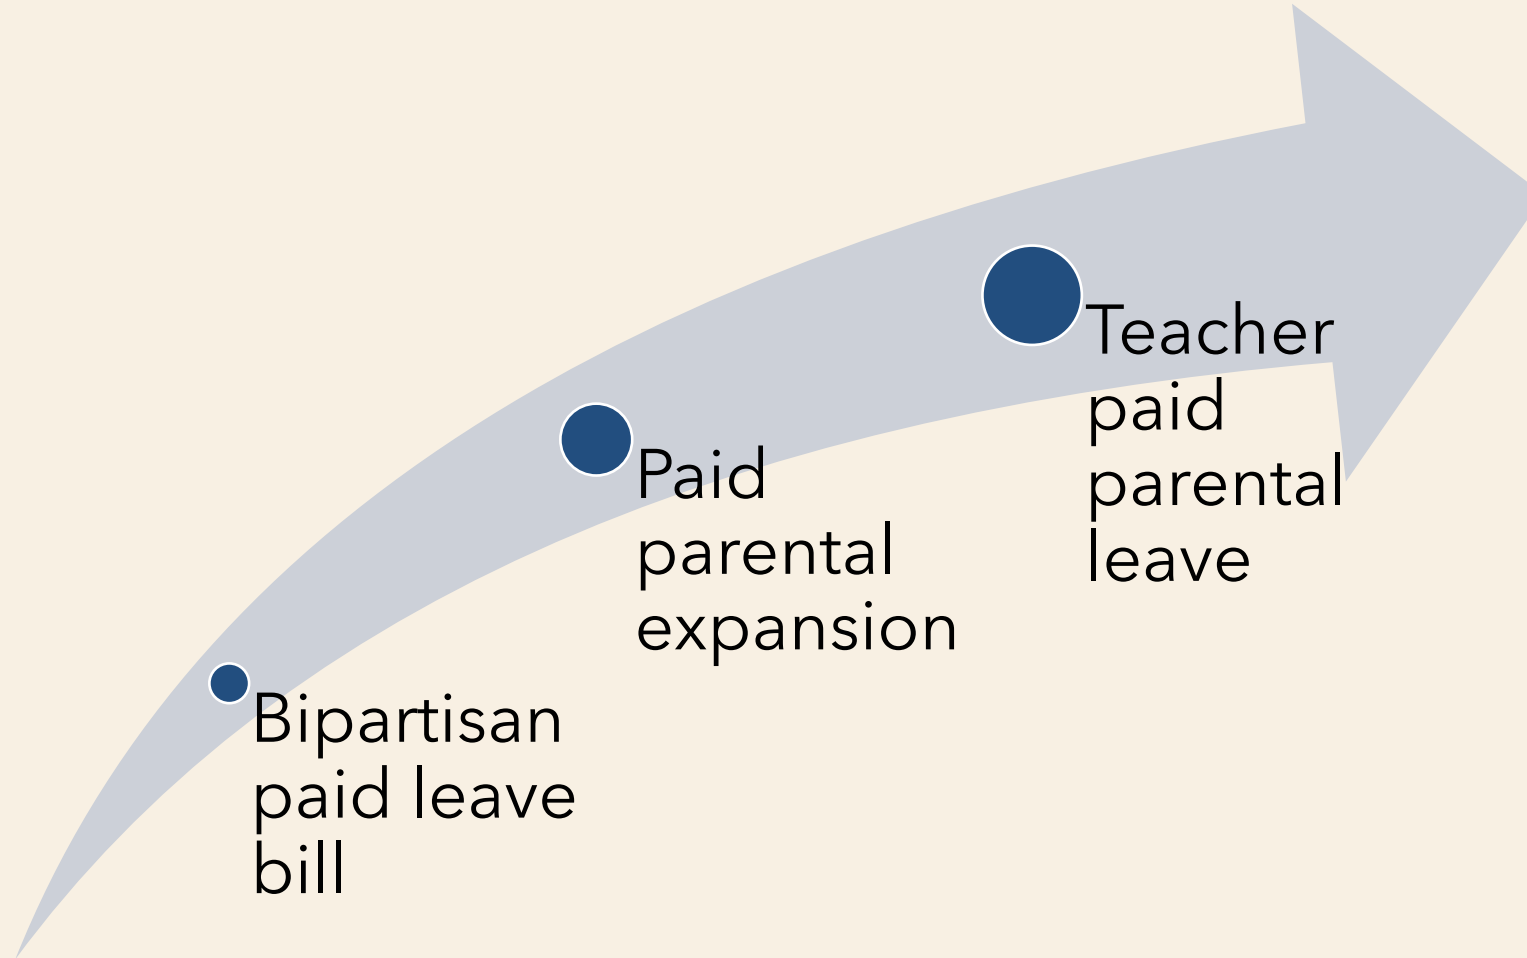 Bipartisan
paid leave
bill
Paid
parental
expansion
Teacher
paid
parental
leave